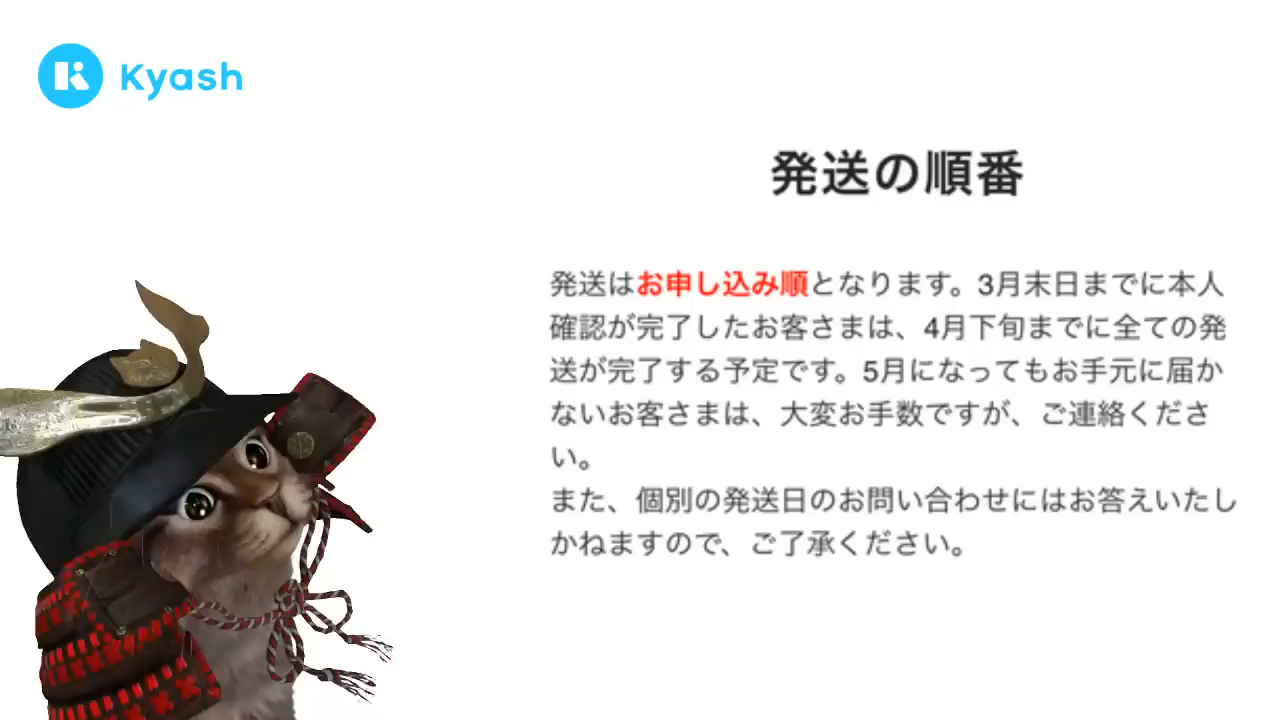 Kyash
発送の順番
発送はお申し込み順となります。3月末日までに本人
確認が完了したお客さまは、4月下旬までに全ての発
送が完了する予定です。5月になってもお手元に届か
ないお客さまは、大変お手数ですが、ご連絡くださ
い。
また、個別の発送日のお問い合わせにはお答えいたし
かねますので、ご了承ください。